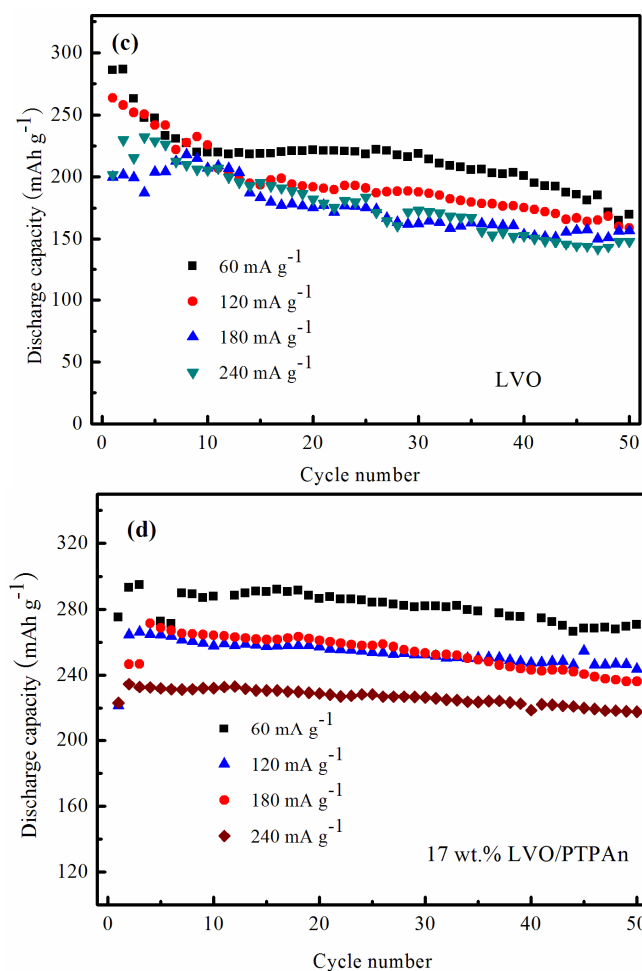 (c)
300
250
200
150
100
50
0
Discharge capacity (mAh g-1)
60 mA g-1
120 mA g-1
180 mA g-1
240 mA g-1
LVO
0 10 20 30 40 50
Cycle number
(d)
320
280
240
200
160
120
Discharge capacity (mAh g-1)
60 mA g-1
120 mA g-1
180 mA g-1
240 mA g-1
17 wt.% LVO/PTPAn
0 10 20 30 40 50
Cycle number